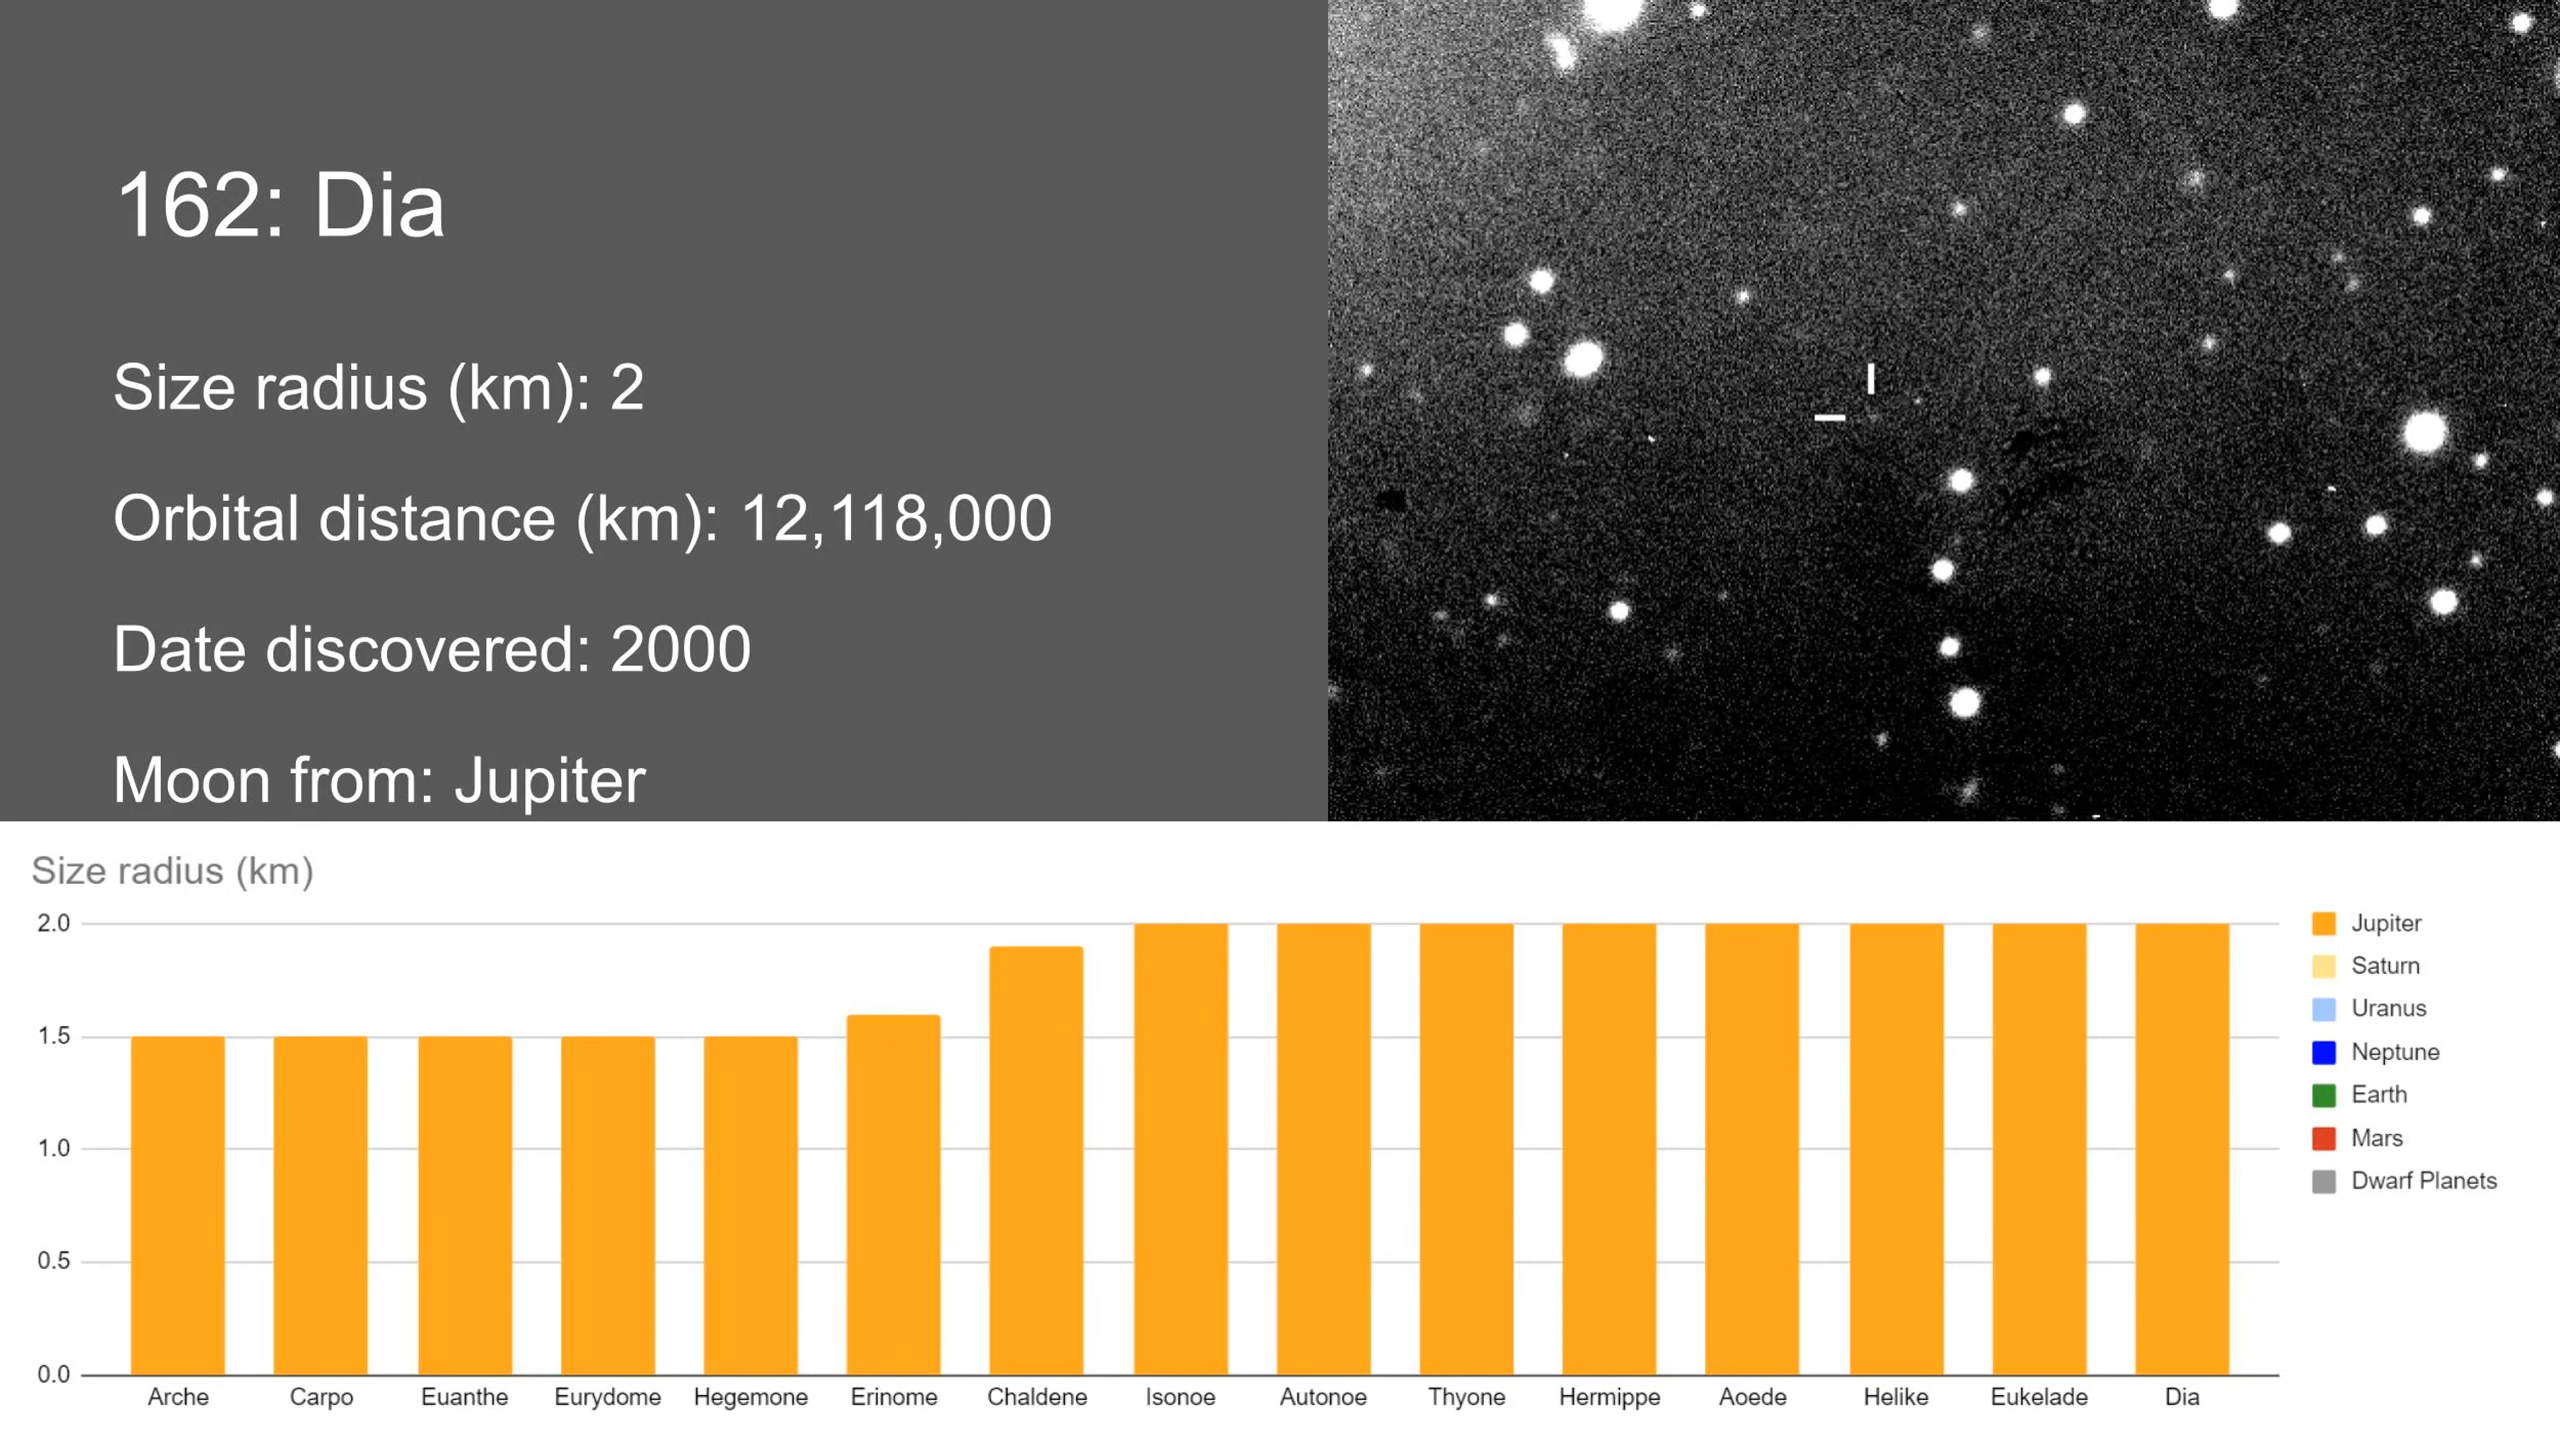 162: Dia
Size radius (km): 2
Orbital distance (km): 12,118,000
Date discovered: 2000
Moon from: Jupiter
Size radius (km)
2.0
1.5
1.0
0.5
0.0
Arche Carpo Euanthe Eurydome Hegemone Erinome Chaldene Isonoe Autonoe Thyone Hermippe Aoede Helike Eukelade Dia
Jupiter
Saturn
Uranus
Neptune
Earth
Mars
Dwarf Planets